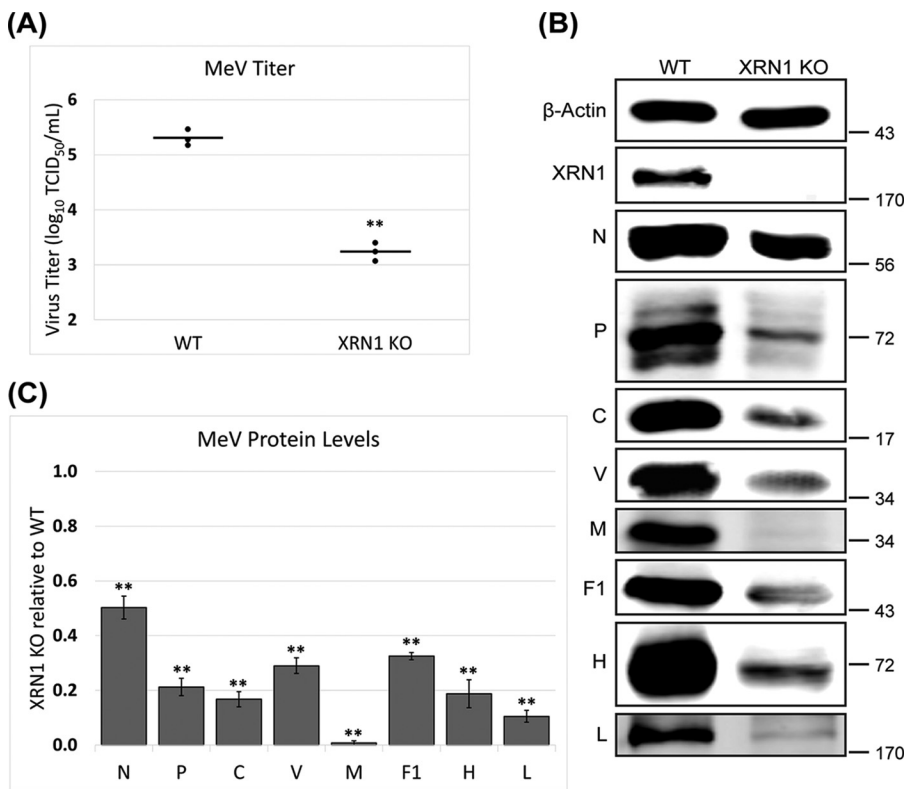 (A)
MeV Titer
Virus Titer (log10 TCID50/mL)
6
5
4
3
2
**
WT
XRN1 KO
(B)
WT
XRN1 KO
β-Actin
43
XRN1
170
N
56
P
72
C
17
V
34
M
34
F1
43
H
72
L
170
(C)
MeV Protein Levels
XRN1 KO relative to WT
1.0
0.8
0.6
0.4
0.2
0.0
**
**
**
**
**
**
**
**
N P C V M F1 H L